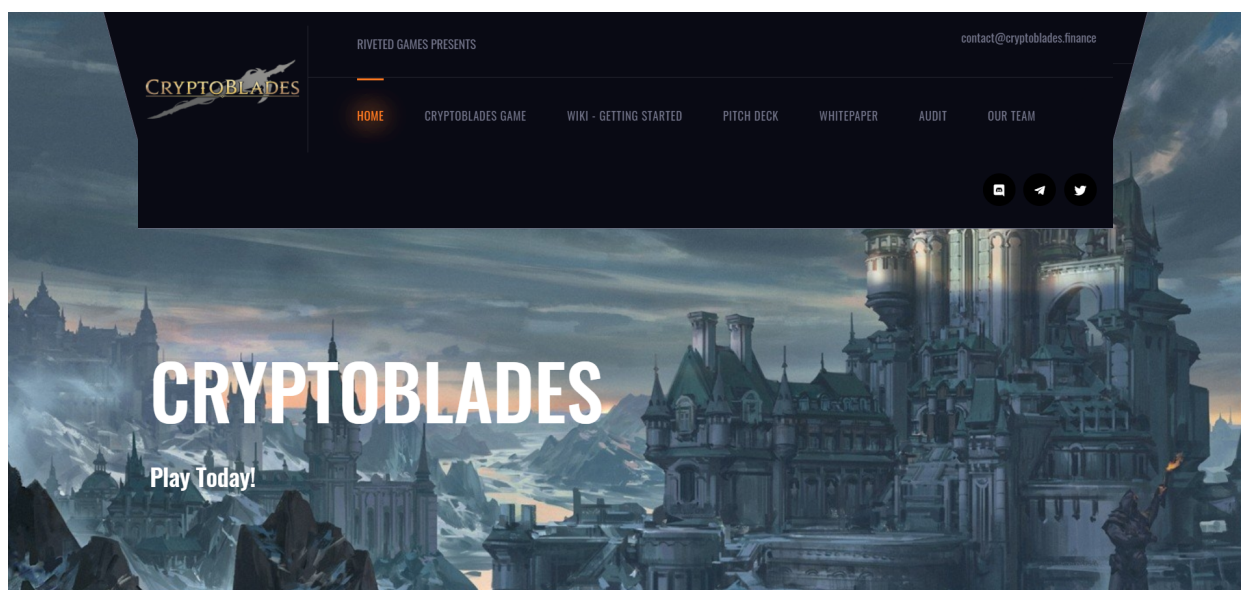 RIVETED GAMES PRESENTS
contact@cryptoblades.finance
CRYPTOBLADES
HOME
CRYPTOBLADES GAME
WIKI - GETTING STARTED
PITCH DECK
WHITEPAPER
AUDIT
OUR TEAM
CRYPTOBLADES
Play Today!